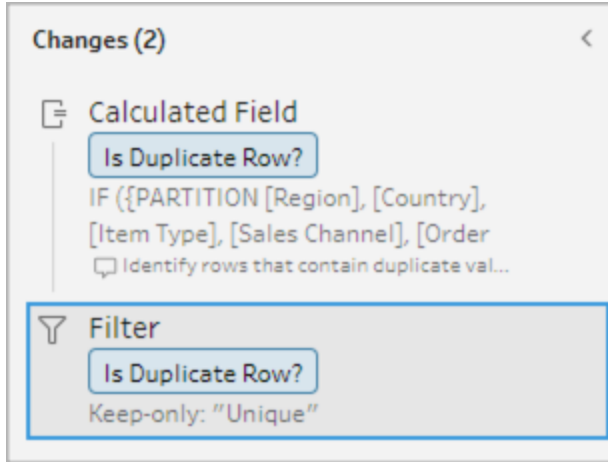 Changes (2)
Calculated Field
Is Duplicate Row?
IF ({PARTITION [Region], [Country],
[Item Type], [Sales Channel], [Order
Identify rows that contain duplicate val...
Filter
Is Duplicate Row?
Keep-only: "Unique"